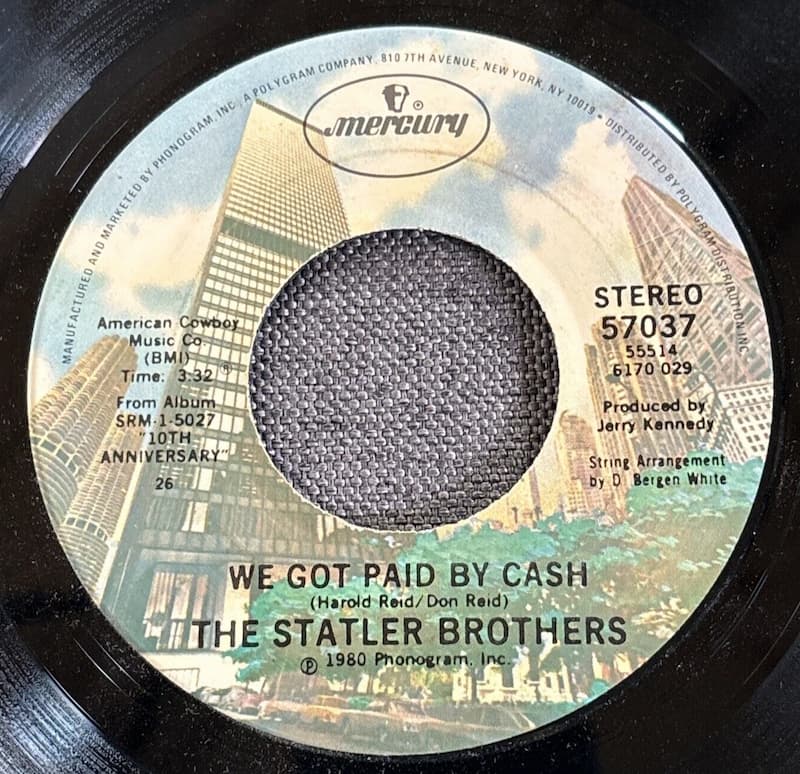 MANUFACTURED AND MARKETED BY PHONOGRAM, INC., A POLYGRAM COMPANY, 810 7TH AVENUE, NEW YORK, NY 10019 • DISTRIBUTED BY POLYGRAM DISTRIBUTION, INC.
®
mercury
American Cowboy
Music Co.
(BMI)
Time: 3:32
From Album
SRM-1-5027
"10TH
ANNIVERSARY"
26
STEREO
57037
55514
6170 029
Produced by
Jerry Kennedy
String Arrangement
by D. Bergen White
WE GOT PAID BY CASH
(Harold Reid/Don Reid)
THE STATLER BROTHERS
℗ 1980 Phonogram, Inc.